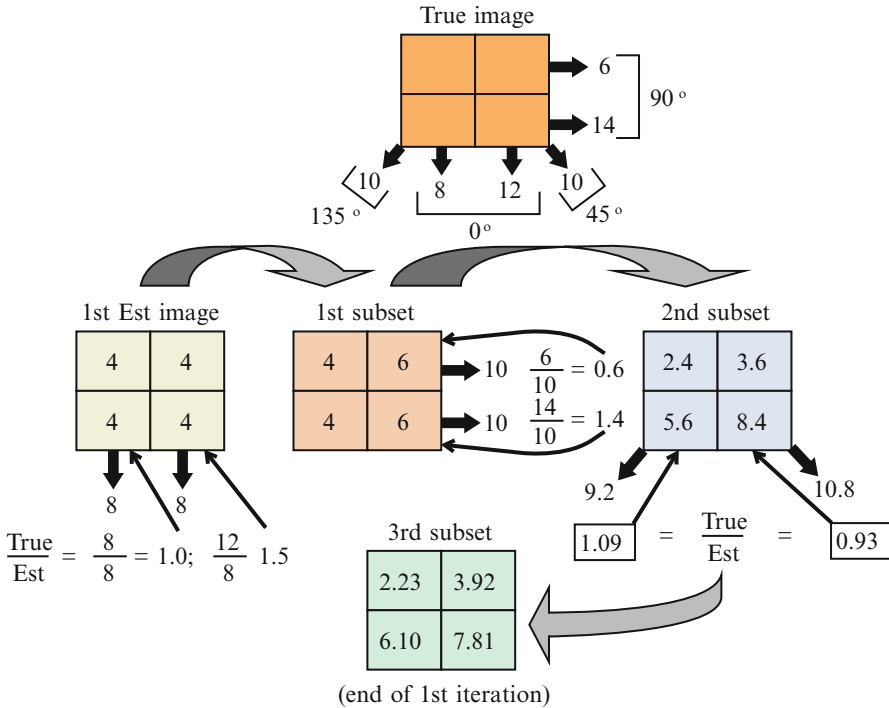 True image
6
90 °
14
10
8
12
10
135 °
0°
45 °
1st Est image
1st subset
2nd subset
4 4
4 4
4 6
4 6
10 6/10 = 0.6
10 14/10 = 1.4
2.4 3.6
5.6 8.4
8 8
9.2
10.8
True/Est = 8/8 = 1.0; 12/8 1.5
1.09 = True/Est = 0.93
3rd subset
2.23 3.92
6.10 7.81
(end of 1st iteration)